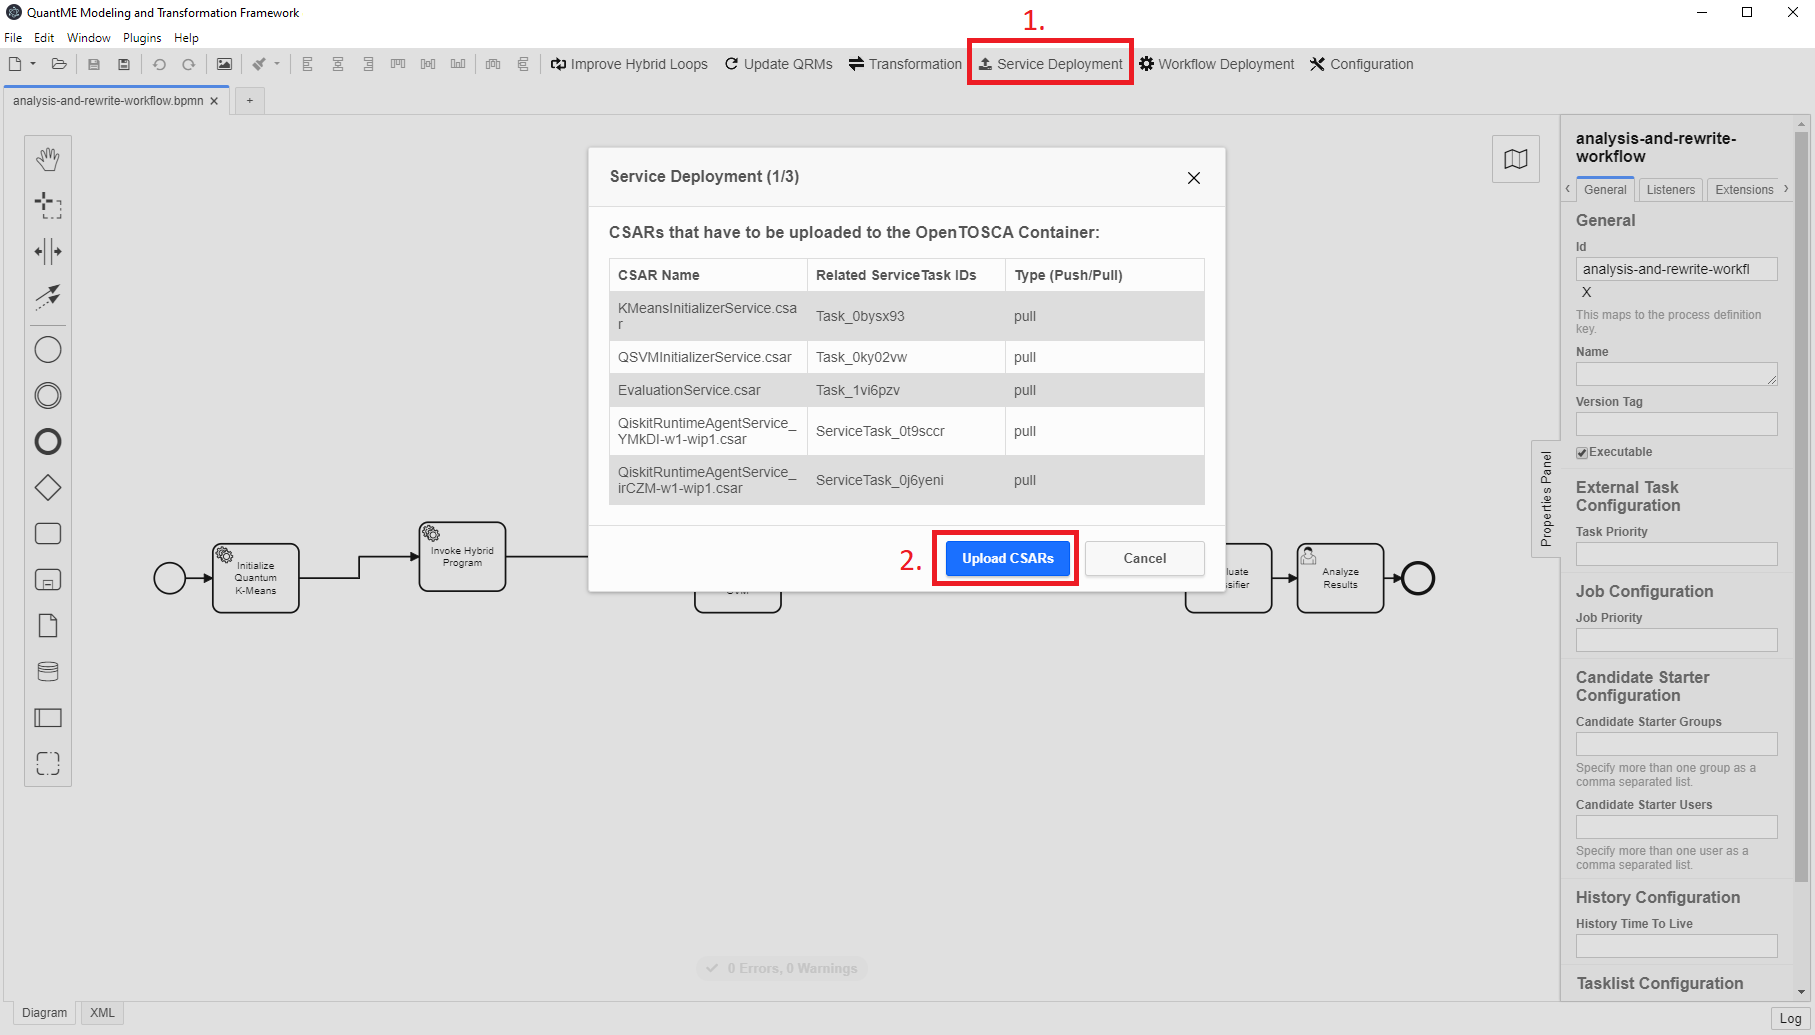 QuantME Modeling and Transformation Framework
File Edit Window Plugins Help
1.
Improve Hybrid Loops Update QRMs Transformation Service Deployment Workflow Deployment Configuration
analysis-and-rewrite-workflow.bpmn × +
Service Deployment (1/3)
CSARs that have to be uploaded to the OpenTOSCA Container:
CSAR Name Related ServiceTask IDs Type (Push/Pull)
KMeansInitializerService.csa
r
Task_0bysx93 pull
QSVMInitializerService.csar Task_0ky02vw pull
EvaluationService.csar Task_1vi6pzv pull
QiskitRuntimeAgentService_
YMkDI-w1-wip1.csar
ServiceTask_0t9sccr pull
QiskitRuntimeAgentService_
irCZM-w1-wip1.csar
ServiceTask_0j6yeni pull
2.
Upload CSARs Cancel
Initialize
Quantum
K-Means
Invoke Hybrid
Program
Analyze
Results
analysis-and-rewrite-
workflow
General Listeners Extensions
General
Id
analysis-and-rewrite-workfl
X
This maps to the process definition
key.
Name
Version Tag
Executable
Properties Panel
External Task
Configuration
Task Priority
Job Configuration
Job Priority
Candidate Starter
Configuration
Candidate Starter Groups
Specify more than one group as a
comma separated list.
Candidate Starter Users
Specify more than one user as a
comma separated list.
History Configuration
History Time To Live
Tasklist Configuration
0 Errors, 0 Warnings
Diagram XML
Log